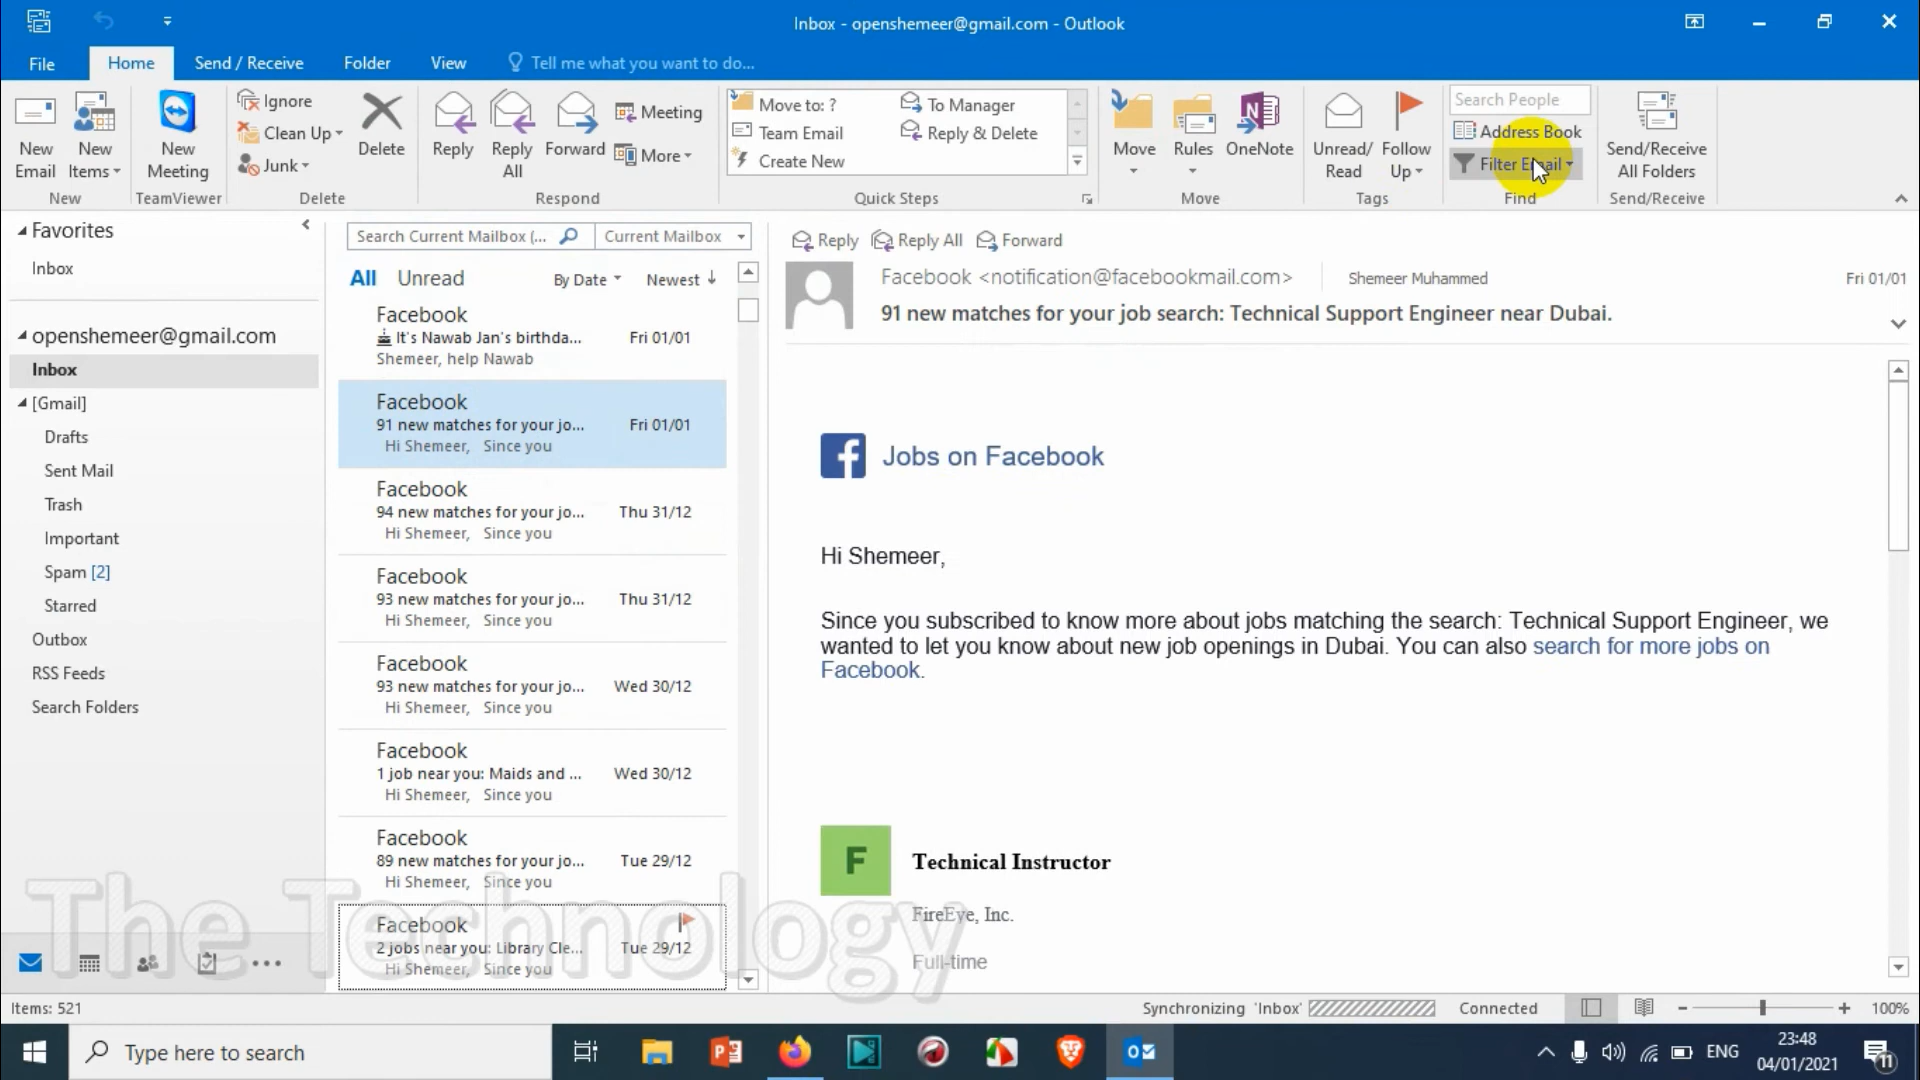 Inbox - openshemeer@gmail.com - Outlook
File Home Send / Receive Folder View Tell me what you want to do...
New Email
New Items
New
New Meeting
TeamViewer
Ignore
Clean Up
Junk
Delete
Delete
Reply
Reply All
Forward
Meeting
More
Respond
Move to: ?
Team Email
Create New
To Manager
Reply & Delete
Quick Steps
Move
Rules
OneNote
Move
Unread/ Read
Follow Up
Tags
Search People
Address Book
Filter Email
Find
Send/Receive All Folders
Send/Receive
Favorites
Inbox
openshemeer@gmail.com
Inbox
[Gmail]
Drafts
Sent Mail
Trash
Important
Spam [2]
Starred
Outbox
RSS Feeds
Search Folders
Search Current Mailbox (... Current Mailbox
All Unread By Date Newest
Facebook
It's Nawab Jan's birthda... Fri 01/01
Shemeer, help Nawab
Facebook
91 new matches for your jo... Fri 01/01
Hi Shemeer, Since you
Facebook
94 new matches for your jo... Thu 31/12
Hi Shemeer, Since you
Facebook
93 new matches for your jo... Thu 31/12
Hi Shemeer, Since you
Facebook
93 new matches for your jo... Wed 30/12
Hi Shemeer, Since you
Facebook
1 job near you: Maids and ... Wed 30/12
Hi Shemeer, Since you
Facebook
89 new matches for your jo... Tue 29/12
Hi Shemeer, Since you
Facebook
2 jobs near you: Library Cle... Tue 29/12
Hi Shemeer, Since you
Reply Reply All Forward
Facebook <notification@facebookmail.com> Shemeer Muhammed Fri 01/01
91 new matches for your job search: Technical Support Engineer near Dubai.
Jobs on Facebook
Hi Shemeer,
Since you subscribed to know more about jobs matching the search: Technical Support Engineer, we
wanted to let you know about new job openings in Dubai. You can also search for more jobs on
Facebook.
F
Technical Instructor
FireEye, Inc.
Full-time
The Technology
Items: 521 Synchronizing 'Inbox' Connected 100%
Type here to search
ENG
23:48
04/01/2021
11